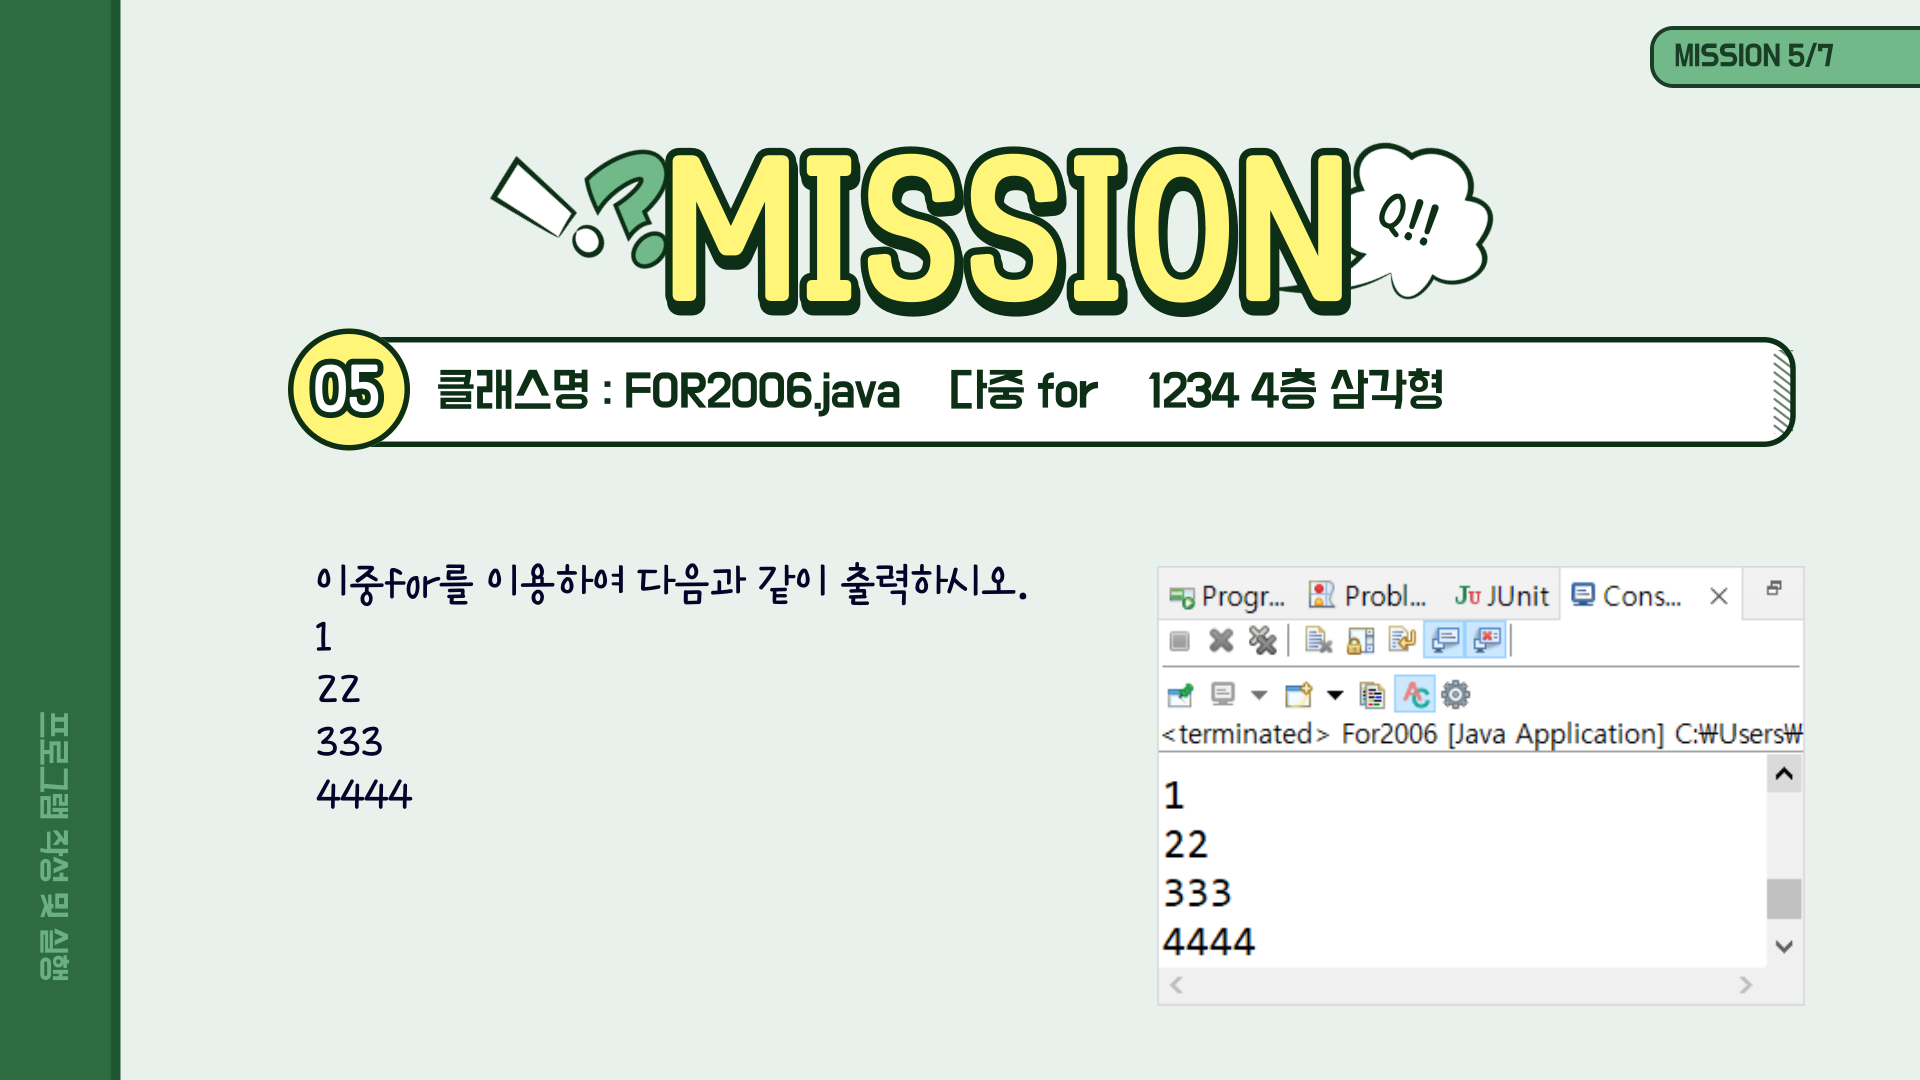 MISSION 5/7
MISSION
Q!!
05
클래스명 : FOR2006.java 다중 for 1234 4층 삼각형
이중for를 이용하여 다음과 같이 출력하시오.
1
22
333
4444
Progr... Probl... JUnit Cons...
<terminated> For2006 [Java Application] C:₩Users₩
1
22
333
4444
프로그램 작성 및 실행